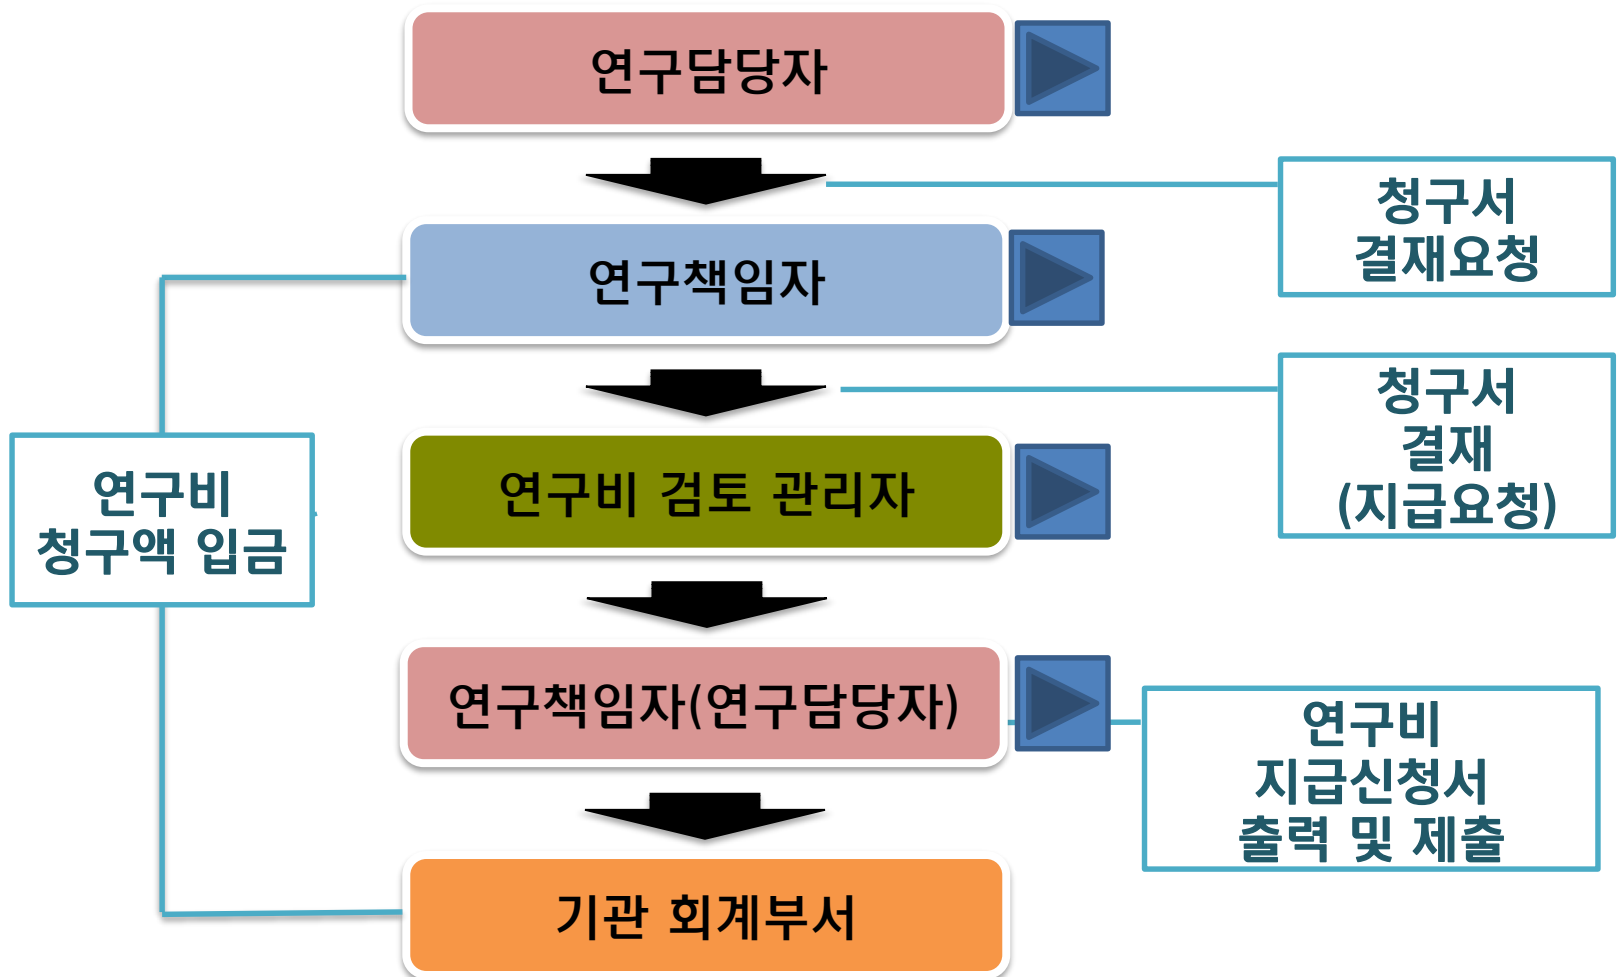 연구담당자
청구서
결재요청
연구책임자
청구서
결재
(지급요청)
연구비
청구액 입금
연구비 검토 관리자
연구책임자(연구담당자)
연구비
지급신청서
출력 및 제출
기관 회계부서